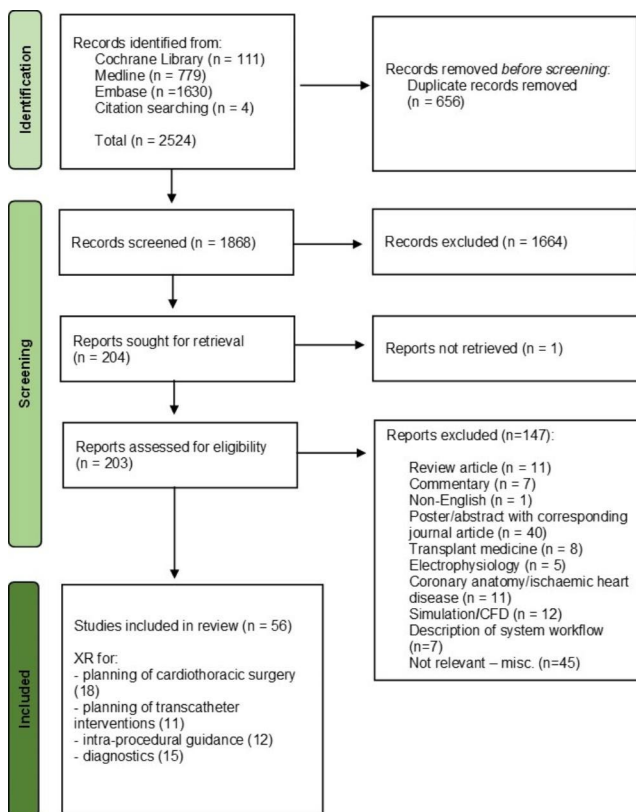 Identification
Records identified from:
Cochrane Library (n = 111)
Medline (n = 779)
Embase (n =1630)
Citation searching (n = 4)
Total (n = 2524)
Records removed before screening:
Duplicate records removed
(n = 656)
Screening
Records screened (n = 1868)
Records excluded (n = 1664)
Reports sought for retrieval
(n = 204)
Reports not retrieved (n = 1)
Reports assessed for eligibility
(n = 203)
Reports excluded (n=147):
Review article (n = 11)
Commentary (n = 7)
Non-English (n = 1)
Poster/abstract with corresponding
journal article (n = 40)
Transplant medicine (n = 8)
Electrophysiology (n = 5)
Coronary anatomy/ischaemic heart
disease (n = 11)
Simulation/CFD (n = 12)
Description of system workflow
(n=7)
Not relevant – misc. (n=45)
Included
Studies included in review (n = 56)
XR for:
- planning of cardiothoracic surgery
(18)
- planning of transcatheter
interventions (11)
- intra-procedural guidance (12)
- diagnostics (15)